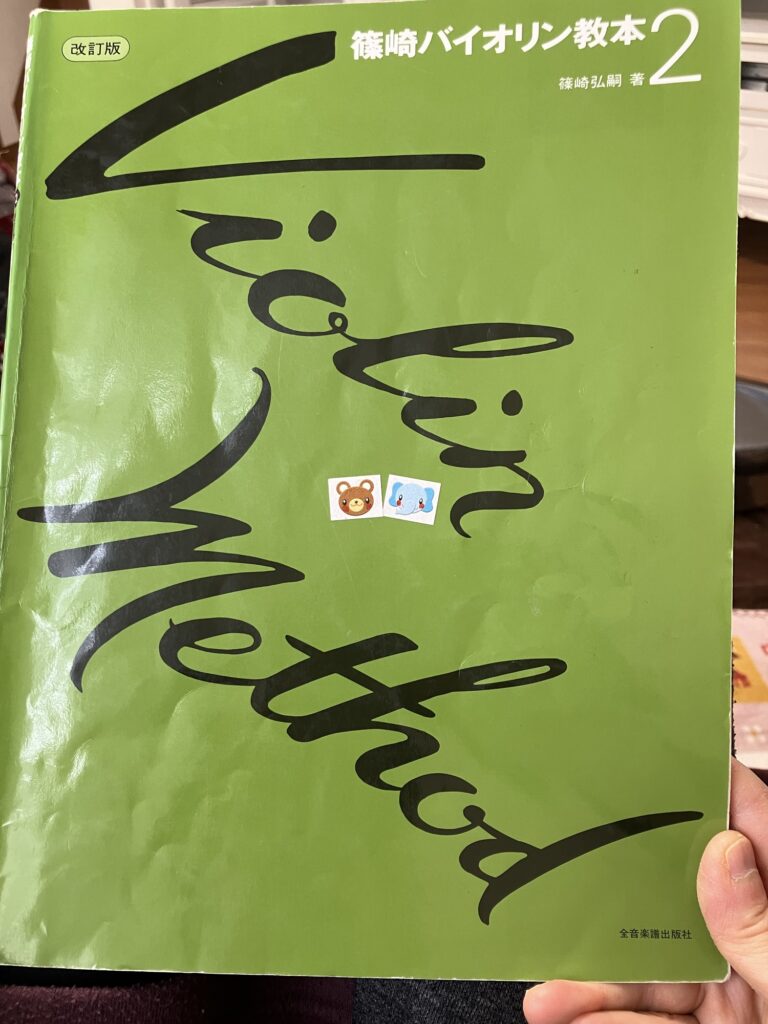 改訂版
篠崎バイオリン教本2
篠崎弘嗣 著
Violin
Method
全音楽譜出版社